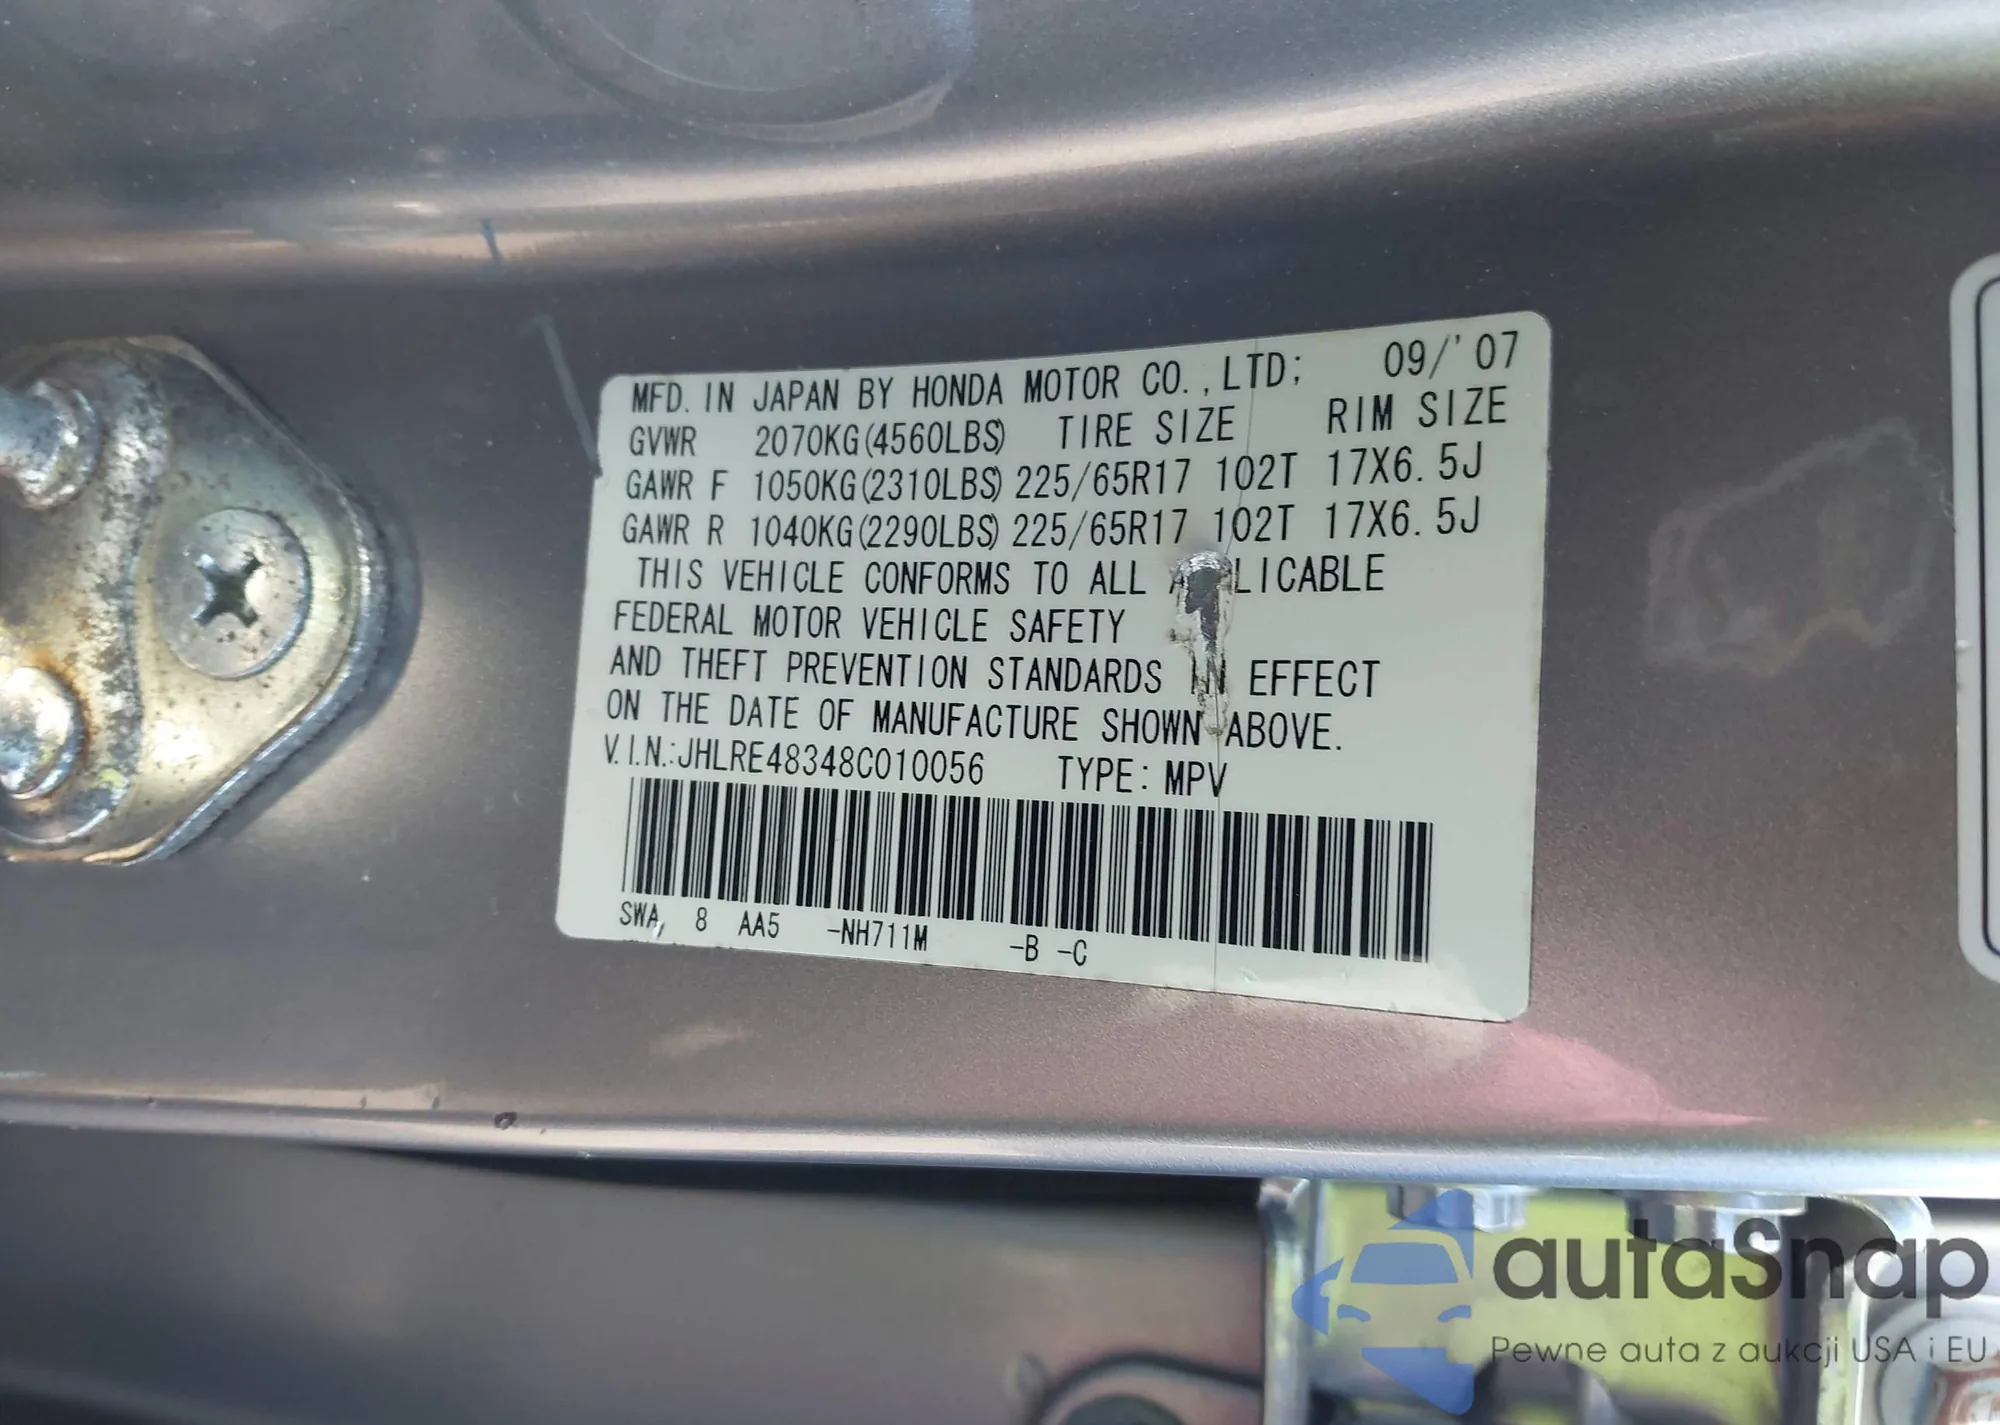 MFD. IN JAPAN BY HONDA MOTOR CO.,LTD; 09/'07
GVWR 2070KG(4560LBS) TIRE SIZE RIM SIZE
GAWR F 1050KG(2310LBS) 225/65R17 102T 17X6.5J
GAWR R 1040KG(2290LBS) 225/65R17 102T 17X6.5J
THIS VEHICLE CONFORMS TO ALL
FEDERAL MOTOR VEHICLE SAFETY
AND THEFT PREVENTION STANDARDS IN EFFECT
ON THE DATE OF MANUFACTURE SHOWN ABOVE.
V.I.N.:JHLRE48348C010056 TYPE: MPV
SWA, 8 AA5 -NH711M -B -C
autaSnap
Pewne auta z aukcji USA i EU